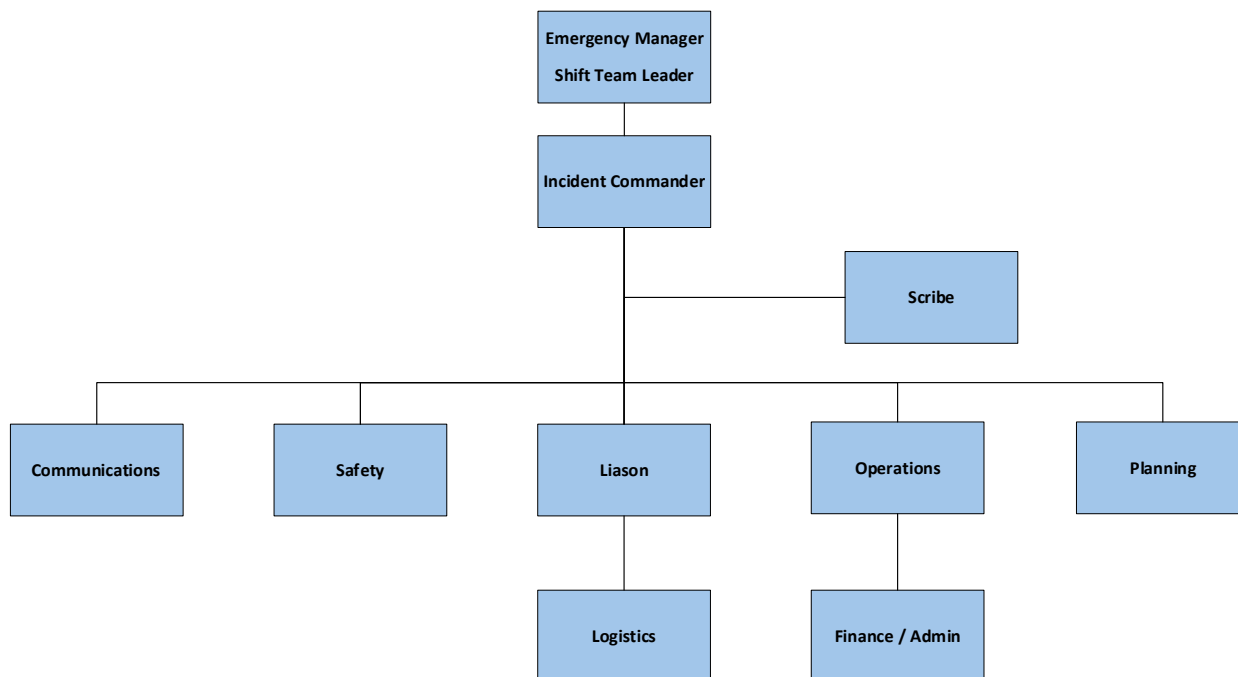 Emergency Manager
Shift Team Leader
Incident Commander
Scribe
Communications
Safety
Liason
Operations
Planning
Logistics
Finance / Admin